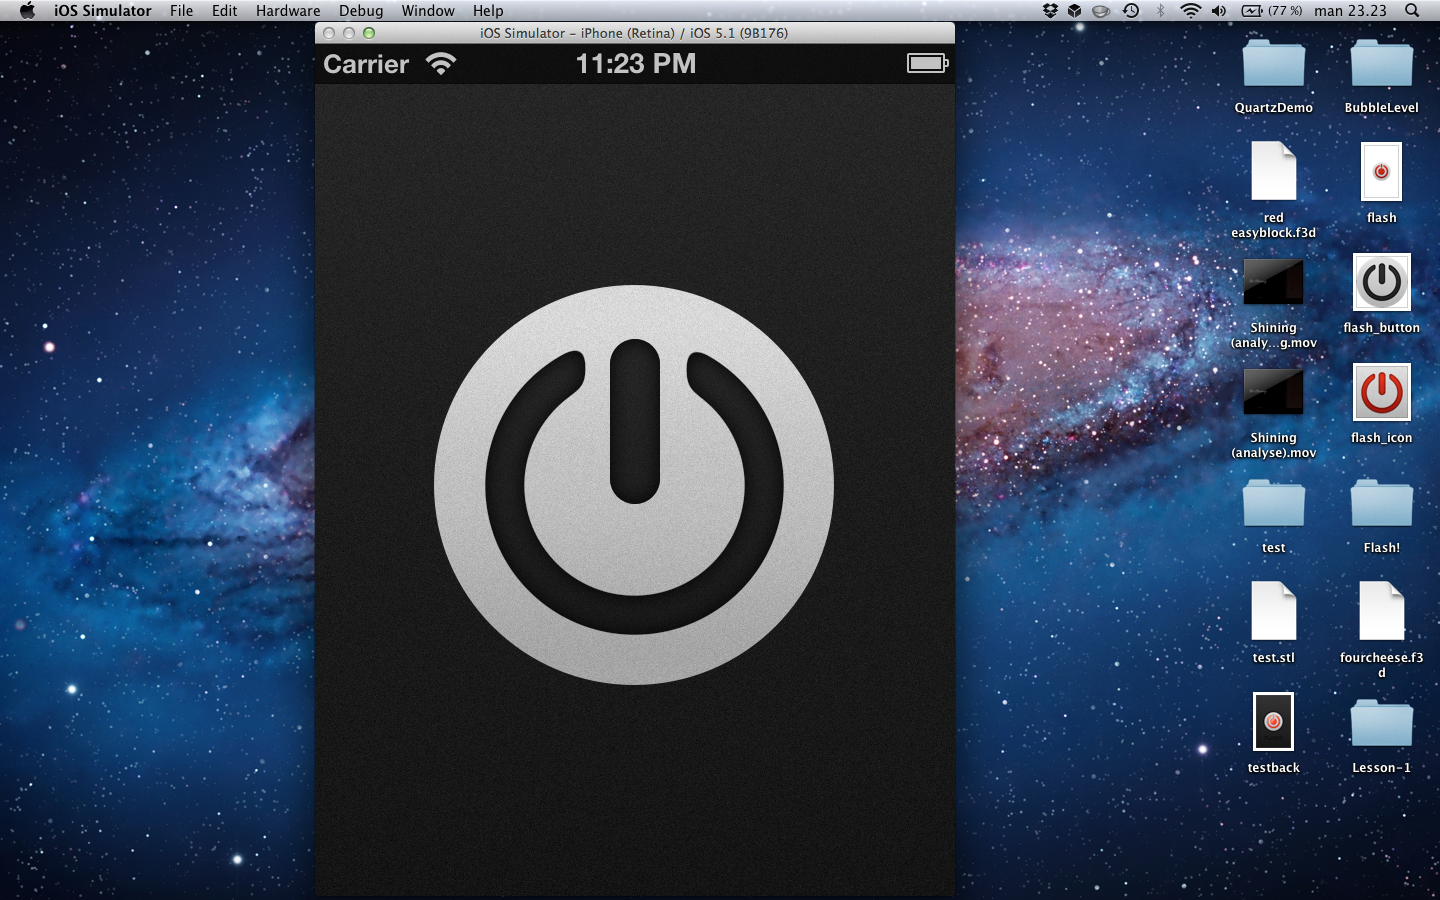 iOS Simulator File Edit Hardware Debug Window Help (77 %) man 23.23
iOS Simulator - iPhone (Retina) / iOS 5.1 (9B176)
Carrier 11:23 PM
QuartzDemo BubbleLevel
red
easyblock.f3d
flash
Shining
(analy...g.mov
flash_button
Shining
(analyse).mov
flash_icon
test Flash!
test.stl
fourcheese.f3
d
testback Lesson-1